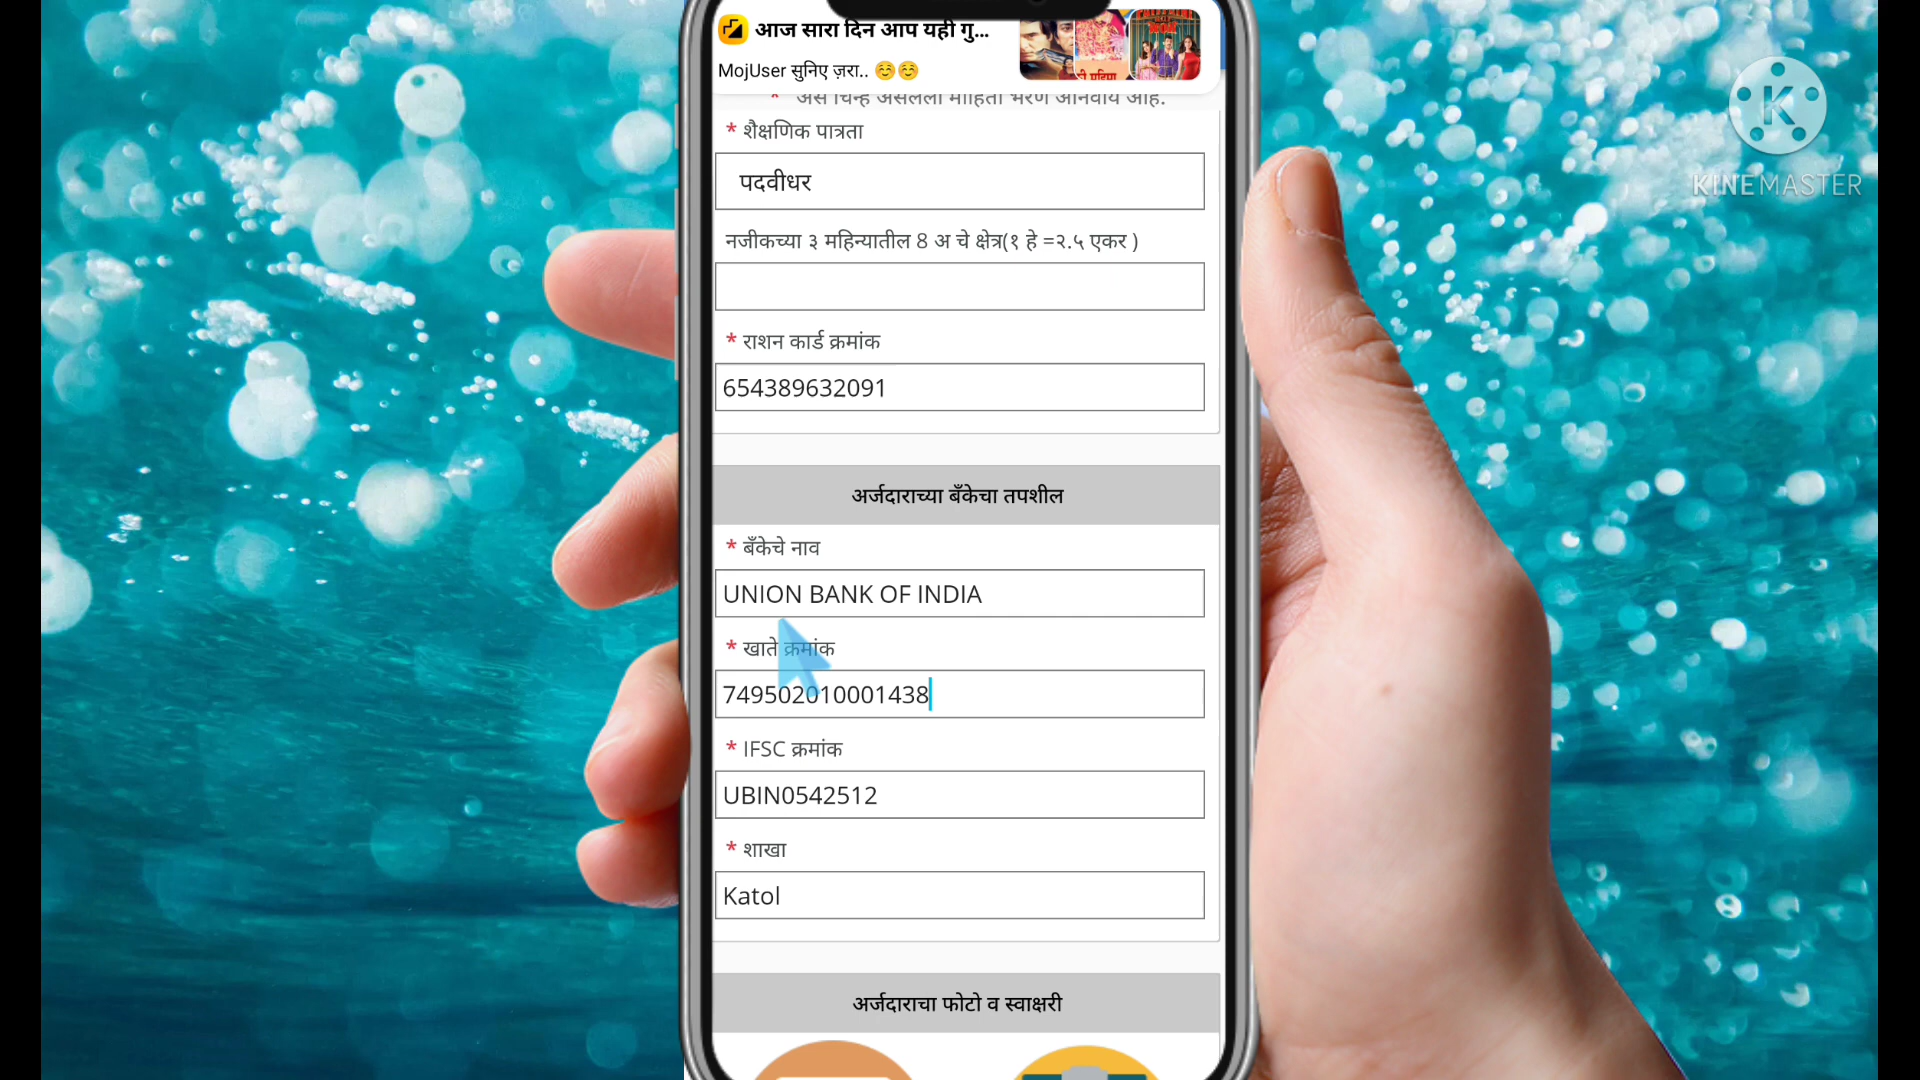 आज सारा दिन आप यही गु...
MojUser सुनिए ज़रा.. ☺️☺️
KINEMASTER
* शैक्षणिक पात्रता
पदवीधर
नजीकच्या ३ महिन्यातील 8 अ चे क्षेत्र(१ हे =२.५ एकर )
* राशन कार्ड क्रमांक
654389632091
अर्जदाराच्या बँकेचा तपशील
* बँकेचे नाव
UNION BANK OF INDIA
* खाते क्रमांक
749502010001438
* IFSC क्रमांक
UBIN0542512
* शाखा
Katol
अर्जदाराचा फोटो व स्वाक्षरी